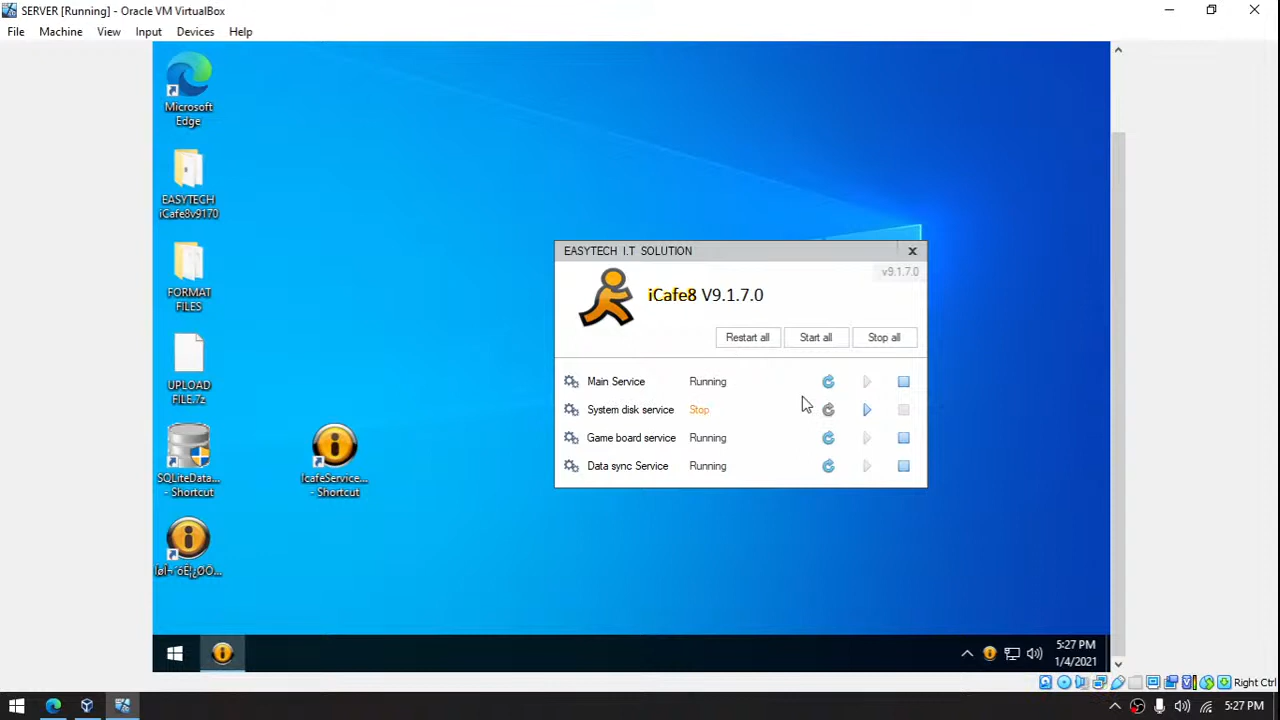 SERVER [Running] - Oracle VM VirtualBox
File Machine View Input Devices Help
Microsoft
Edge
EASYTECH
iCafe8v9170
FORMAT
FILES
UPLOAD
FILE.7z
SQLiteData...
- Shortcut
IcafeService...
- Shortcut
EASYTECH I.T SOLUTION
X
v9.1.7.0
iCafe8 V9.1.7.0
Restart all
Start all
Stop all
Main Service Running
System disk service Stop
Game board service Running
Data sync Service Running
5:27 PM
1/4/2021
Right Ctrl
5:27 PM